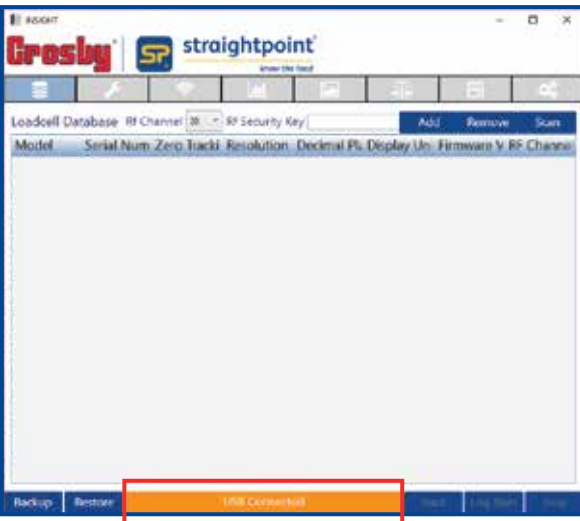 INSIGHT
Crosby SP straightpoint
know the load
Loadcell Database RF Channel RF Security Key Add Remove Scan
Model Serial Num Zero Tracki Resolution Decimal Pl Display Un Firmware V RF Channe
Backup Restore USB Connected Start Log Start Stop